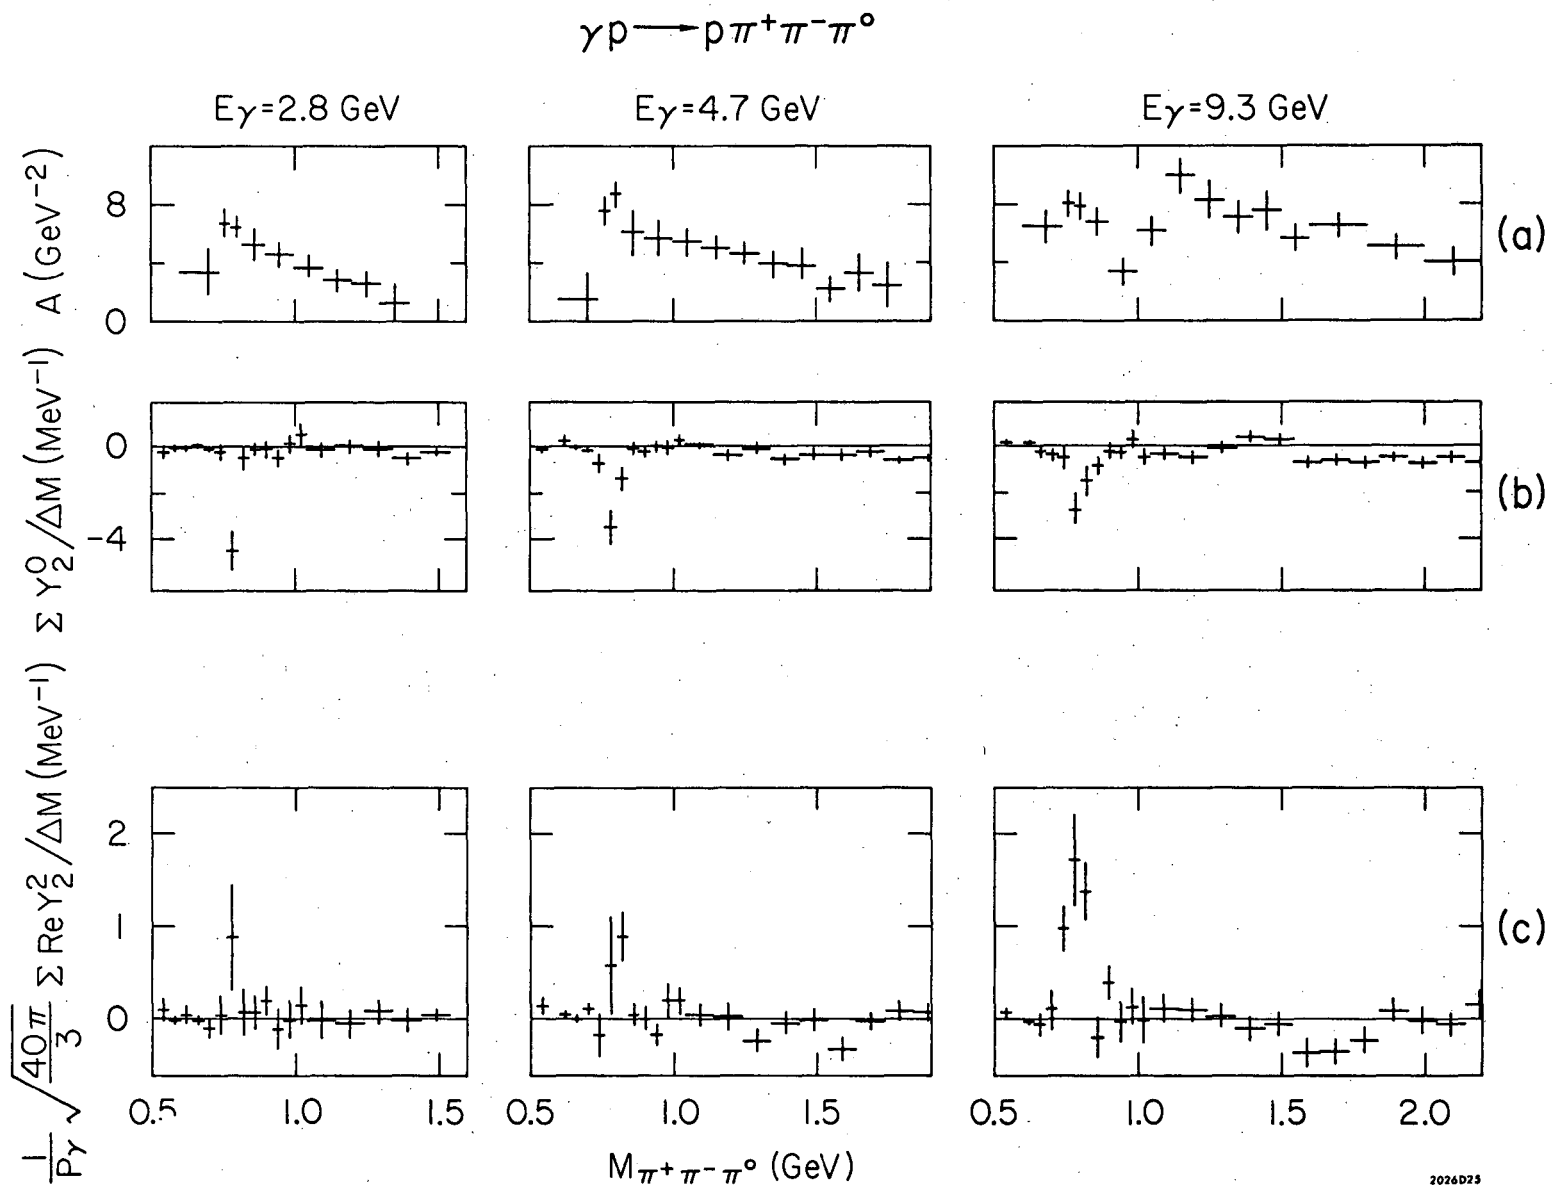 γp⟶pπ⁺π⁻π⁰
Eγ=2.8 GeV
Eγ=4.7 GeV
Eγ=9.3 GeV
A (GeV⁻²)
8
0
(a)
Σ Y₂⁰/ΔM (MeV⁻¹)
0
-4
(b)
1/Pγ √(40π/3) Σ ReY₂²/ΔM (MeV⁻¹)
2
1
0
(c)
0.5 1.0 1.5
0.5 1.0 1.5
0.5 1.0 1.5 2.0
Mπ⁺π⁻π⁰ (GeV)
2026D25